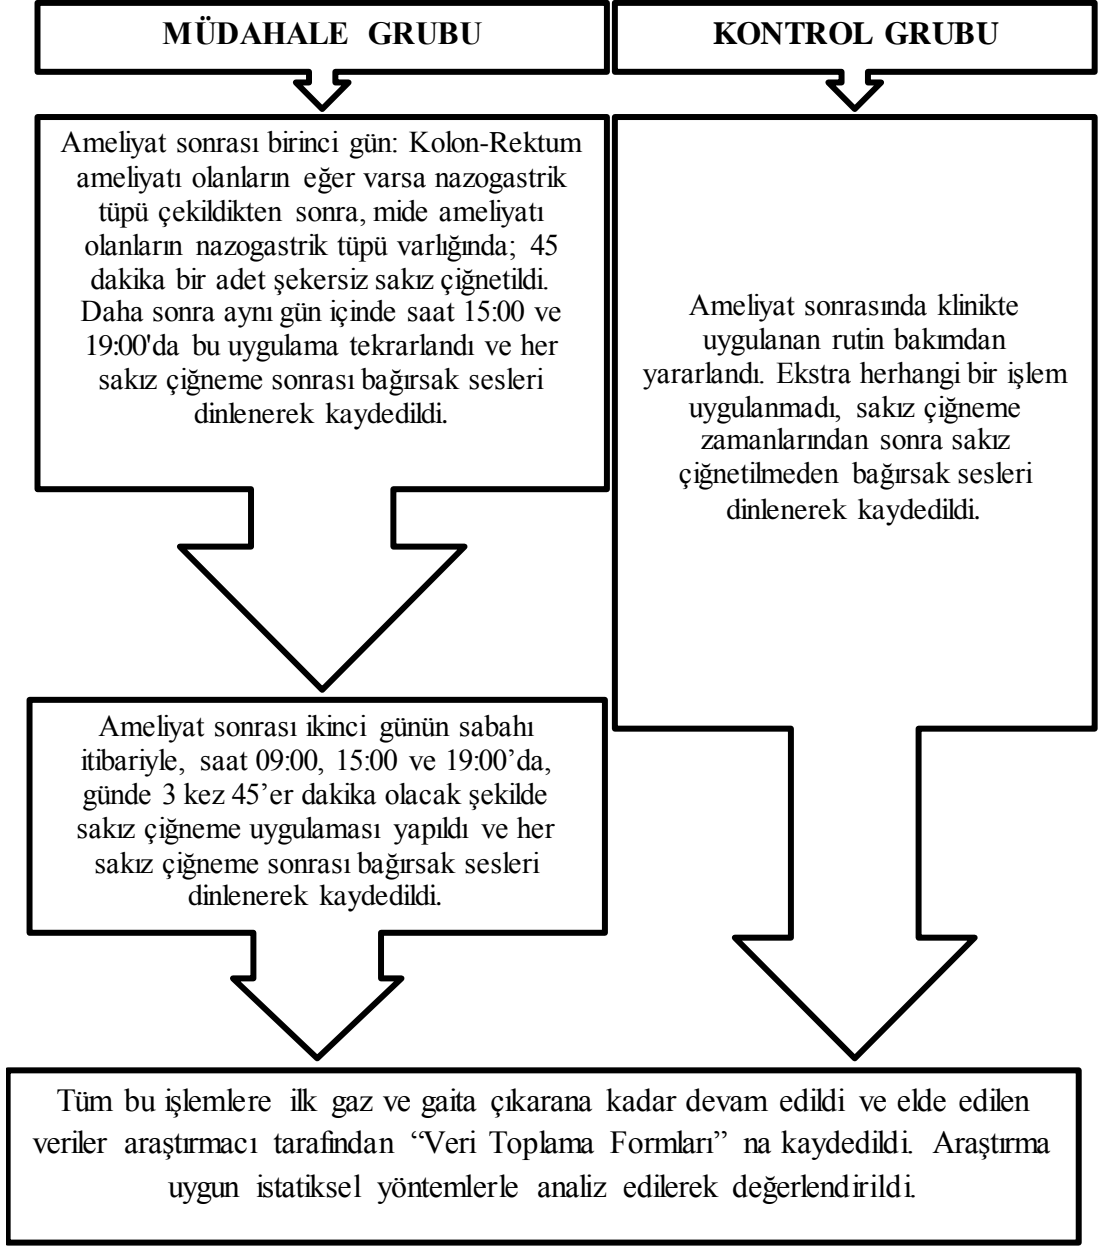 MÜDAHALE GRUBU
KONTROL GRUBU
Ameliyat sonrası birinci gün: Kolon-Rektum
ameliyatı olanların eğer varsa nazogastrik
tüpü çekildikten sonra, mide ameliyatı
olanların nazogastrik tüpü varlığında; 45
dakika bir adet şekersiz sakız çiğnetildi.
Daha sonra aynı gün içinde saat 15:00 ve
19:00'da bu uygulama tekrarlandı ve her
sakız çiğneme sonrası bağırsak sesleri
dinlenerek kaydedildi.
Ameliyat sonrasında klinikte
uygulanan rutin bakımdan
yararlandı. Ekstra herhangi bir işlem
uygulanmadı, sakız çiğneme
zamanlarından sonra sakız
çiğnetilmeden bağırsak sesleri
dinlenerek kaydedildi.
Ameliyat sonrası ikinci günün sabahı
itibariyle, saat 09:00, 15:00 ve 19:00’da,
günde 3 kez 45’er dakika olacak şekilde
sakız çiğneme uygulaması yapıldı ve her
sakız çiğneme sonrası bağırsak sesleri
dinlenerek kaydedildi.
Tüm bu işlemlere ilk gaz ve gaita çıkarana kadar devam edildi ve elde edilen
veriler araştırmacı tarafından “Veri Toplama Formları” na kaydedildi. Araştırma
uygun istatiksel yöntemlerle analiz edilerek değerlendirildi.